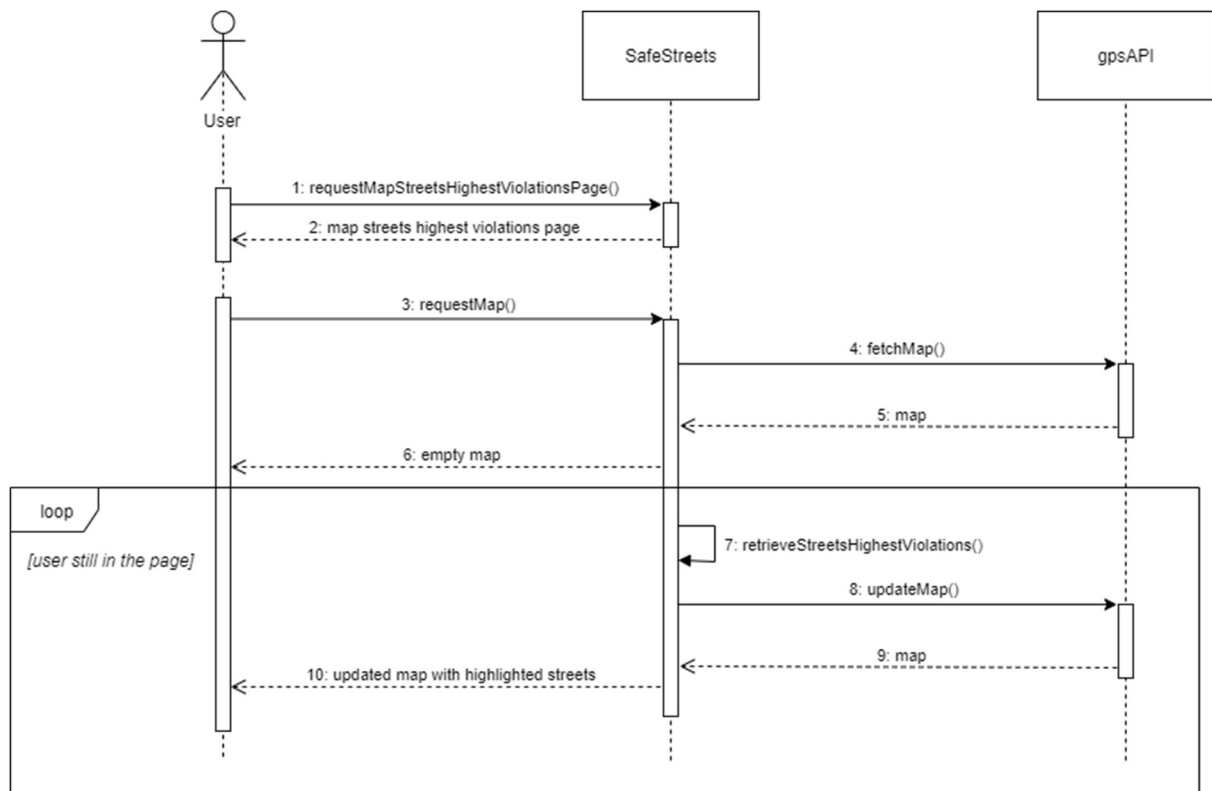 SafeStreets
gpsAPI
User
1: requestMapStreetsHighestViolationsPage()
2: map streets highest violations page
3: requestMap()
4: fetchMap()
5: map
6: empty map
loop
[user still in the page]
7: retrieveStreetsHighestViolations()
8: updateMap()
9: map
10: updated map with highlighted streets